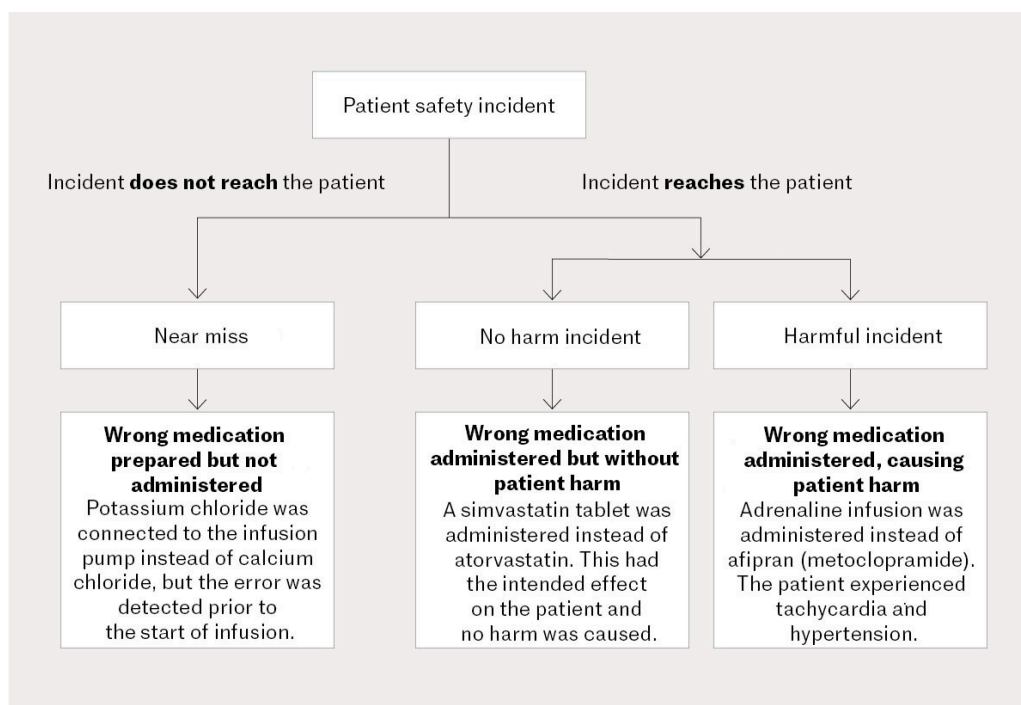 Patient safety incident
Incident does not reach the patient
Incident reaches the patient
Near miss
No harm incident
Harmful incident
Wrong medication
prepared but not
administered
Potassium chloride was
connected to the infusion
pump instead of calcium
chloride, but the error was
detected prior to
the start of infusion.
Wrong medication
administered but without
patient harm
A simvastatin tablet was
administered instead of
atorvastatin. This had
the intended effect
on the patient and
no harm was caused.
Wrong medication
administered, causing
patient harm
Adrenaline infusion was
administered instead of
afipran (metoclopramide).
The patient experienced
tachycardia and
hypertension.